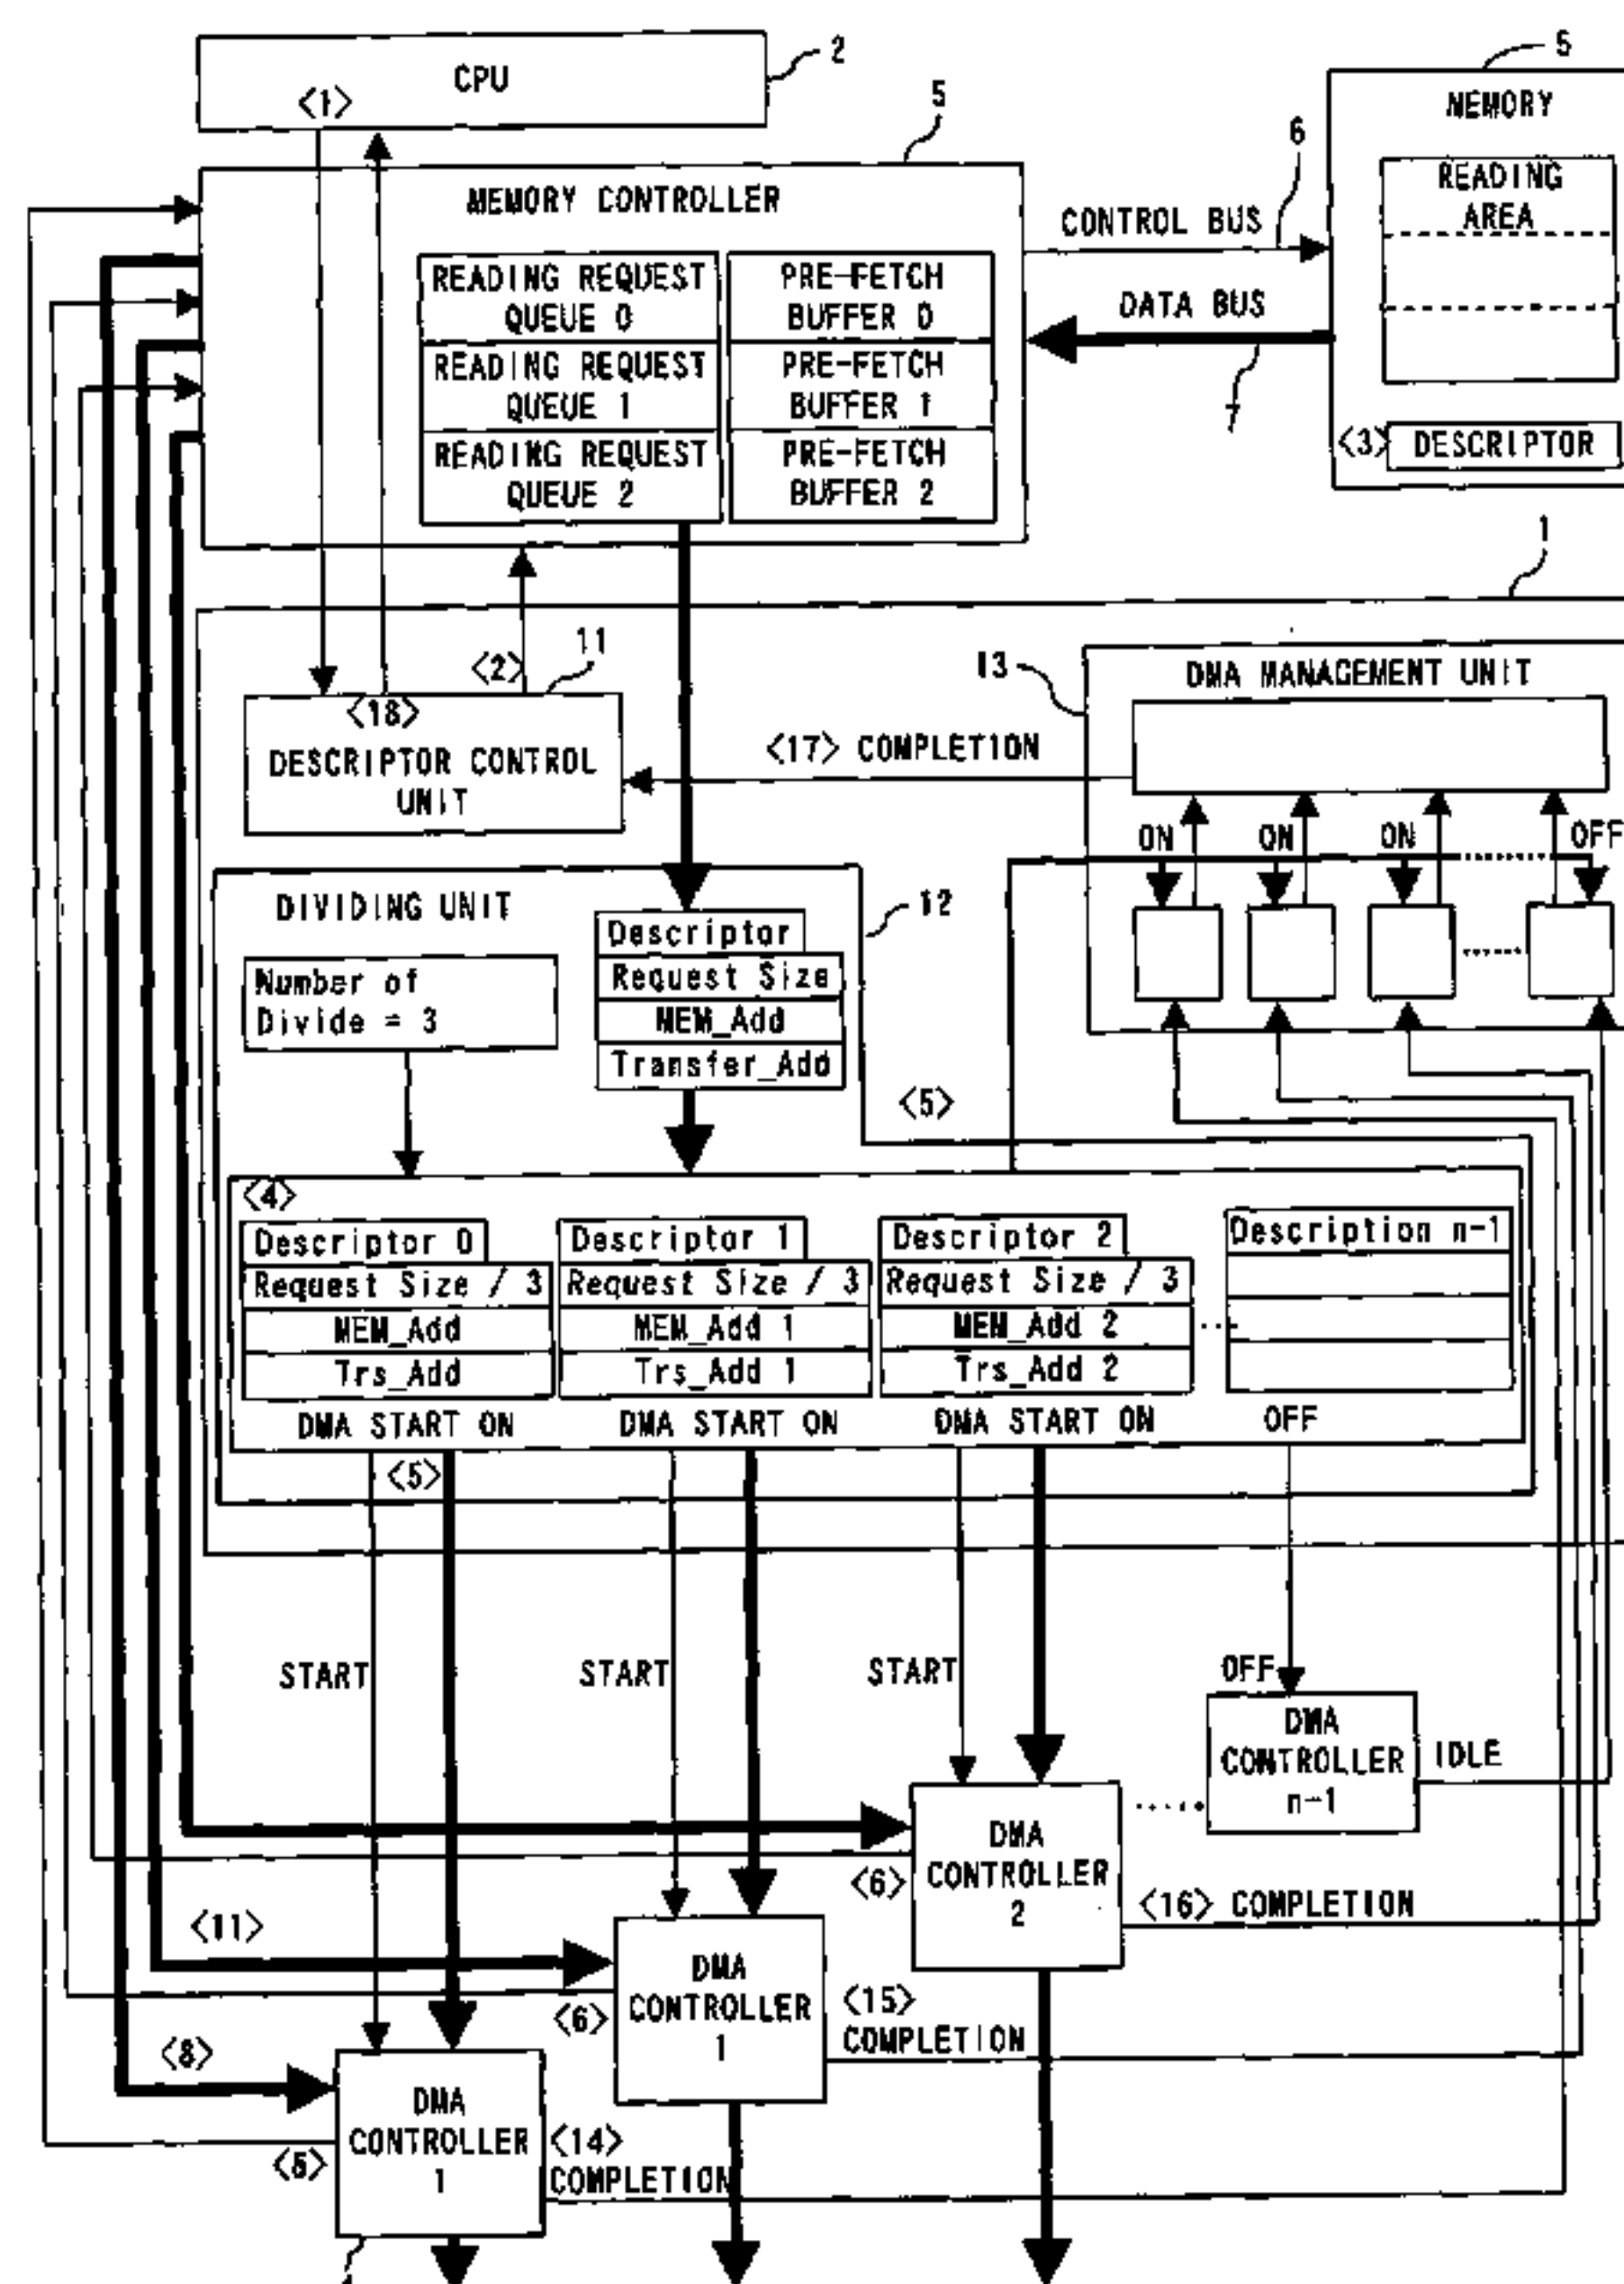 CPU
2
<1>
5
MEMORY CONTROLLER
READING REQUEST
QUEUE 0
PRE-FETCH
BUFFER 0
READING REQUEST
QUEUE 1
PRE-FETCH
BUFFER 1
READING REQUEST
QUEUE 2
PRE-FETCH
BUFFER 2
CONTROL BUS
6
DATA BUS
7
5
MEMORY
READING
AREA
<3>
DESCRIPTOR
1
<2>
11
<18>
DESCRIPTOR CONTROL
UNIT
<17> COMPLETION
13
DMA MANAGEMENT UNIT
ON
ON
ON
OFF
DIVIDING UNIT
12
Number of
Divide = 3
Descriptor
Request Size
MEM_Add
Transfer_Add
<5>
<4>
Descriptor 0
Request Size / 3
MEM_Add
Trs_Add
DMA START ON
Descriptor 1
Request Size / 3
MEM_Add 1
Trs_Add 1
DMA START ON
Descriptor 2
Request Size / 3
MEM_Add 2
Trs_Add 2
DMA START ON
Description n-1
OFF
<5>
START
START
START
OFF
DMA
CONTROLLER
n-1
IDLE
DMA
CONTROLLER
2
<6>
<16> COMPLETION
<11>
DMA
CONTROLLER
1
<6>
<15>
COMPLETION
<8>
DMA
CONTROLLER
1
<6>
<14>
COMPLETION